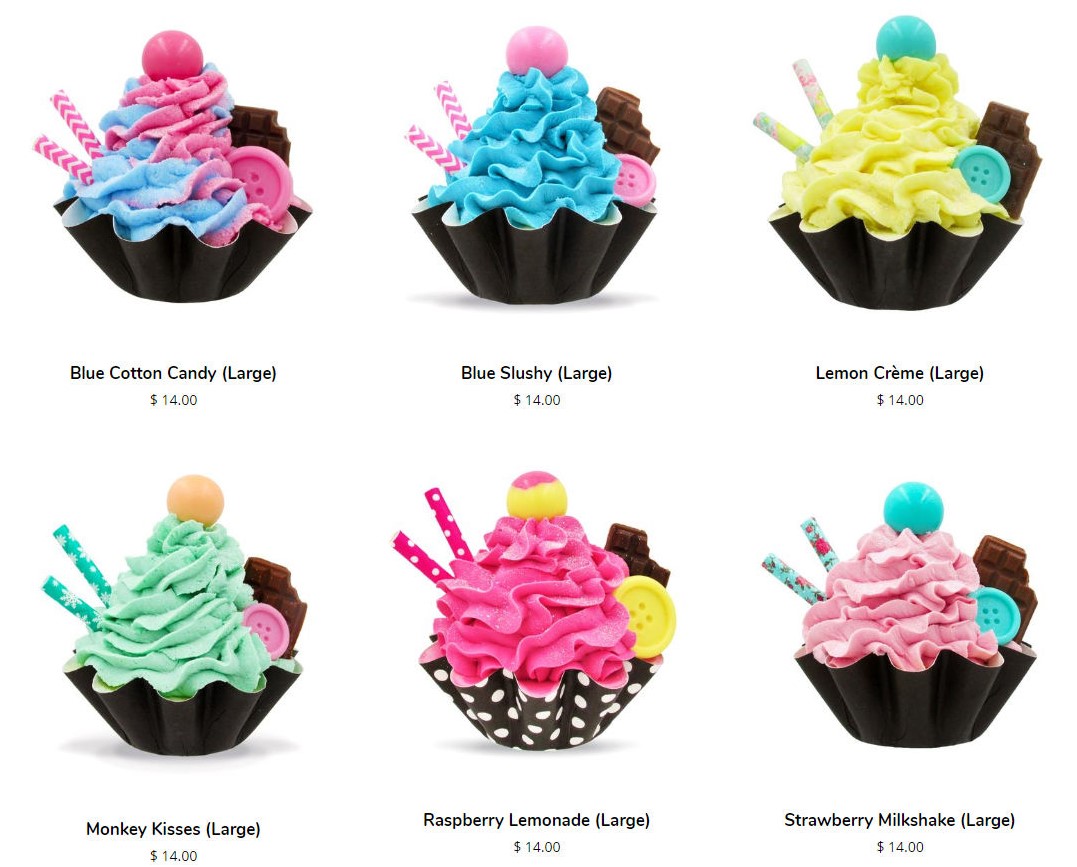 Blue Cotton Candy (Large)
$ 14.00
Blue Slushy (Large)
$ 14.00
Lemon Crème (Large)
$ 14.00
Monkey Kisses (Large)
$ 14.00
Raspberry Lemonade (Large)
$ 14.00
Strawberry Milkshake (Large)
$ 14.00